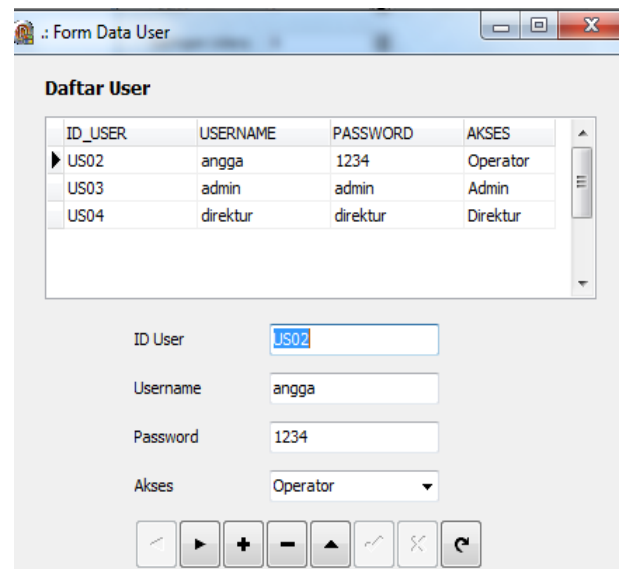 .: Form Data User
Daftar User
ID_USER USERNAME PASSWORD AKSES
US02 angga 1234 Operator
US03 admin admin Admin
US04 direktur direktur Direktur
ID User US02
Username angga
Password 1234
Akses Operator